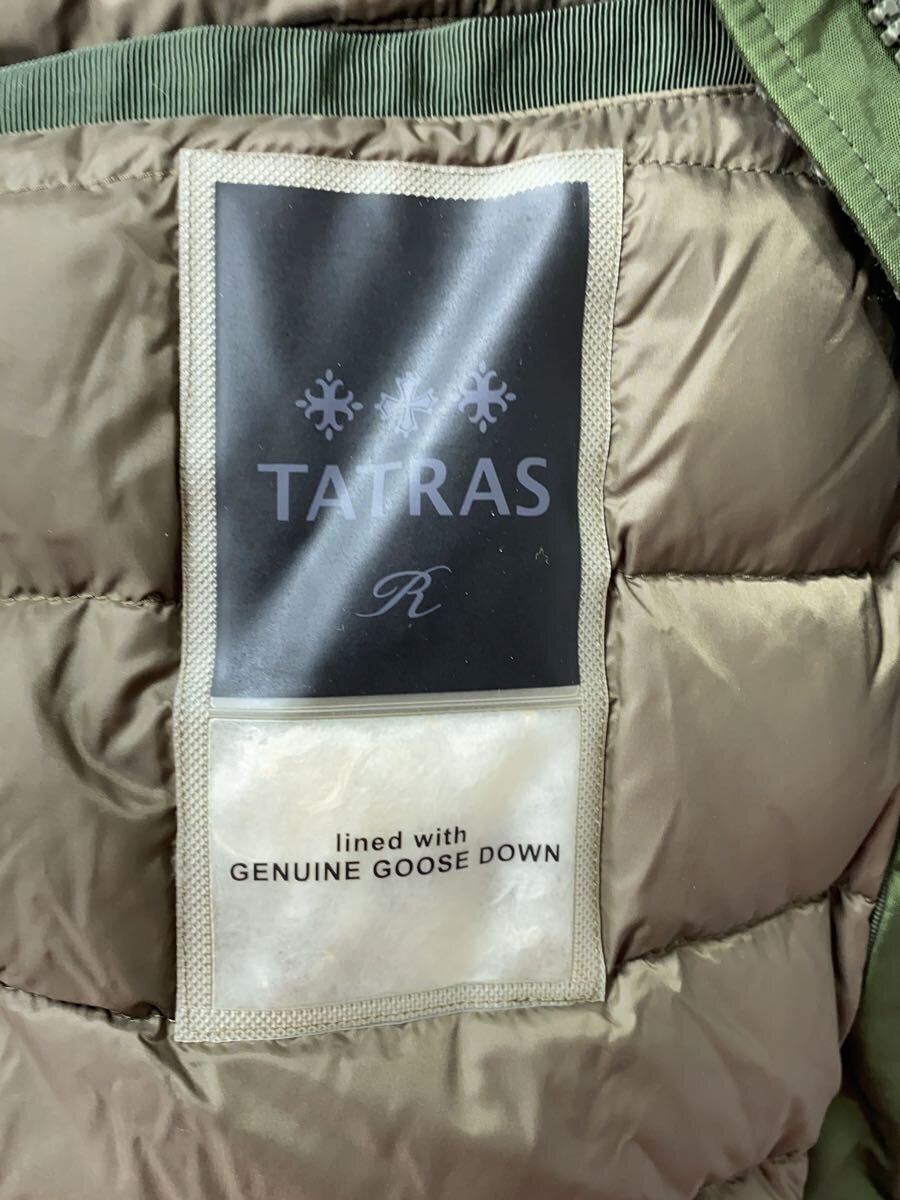 TATRAS
R
lined with
GENUINE GOOSE DOWN